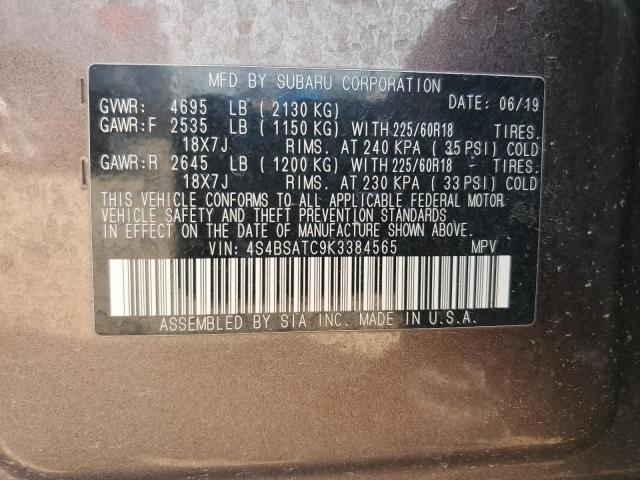 MFD BY SUBARU CORPORATION
GVWR: 4695 LB ( 2130 KG) DATE: 06/19
GAWR:F 2535 LB ( 1150 KG) WITH 225/60R18 TIRES.
18X7J RIMS. AT 240 KPA ( 35 PSI) COLD
GAWR:R 2645 LB ( 1200 KG) WITH 225/60R18 TIRES.
18X7J RIMS. AT 230 KPA ( 33 PSI) COLD
THIS VEHICLE CONFORMS TO ALL APPLICABLE FEDERAL MOTOR
VEHICLE SAFETY AND THEFT PREVENTION STANDARDS
IN EFFECT ON THE DATE OF MANUFACTURE SHOWN ABOVE.
VIN: 4S4BSATC9K3384565 MPV
ASSEMBLED BY SIA INC. MADE IN U.S.A.